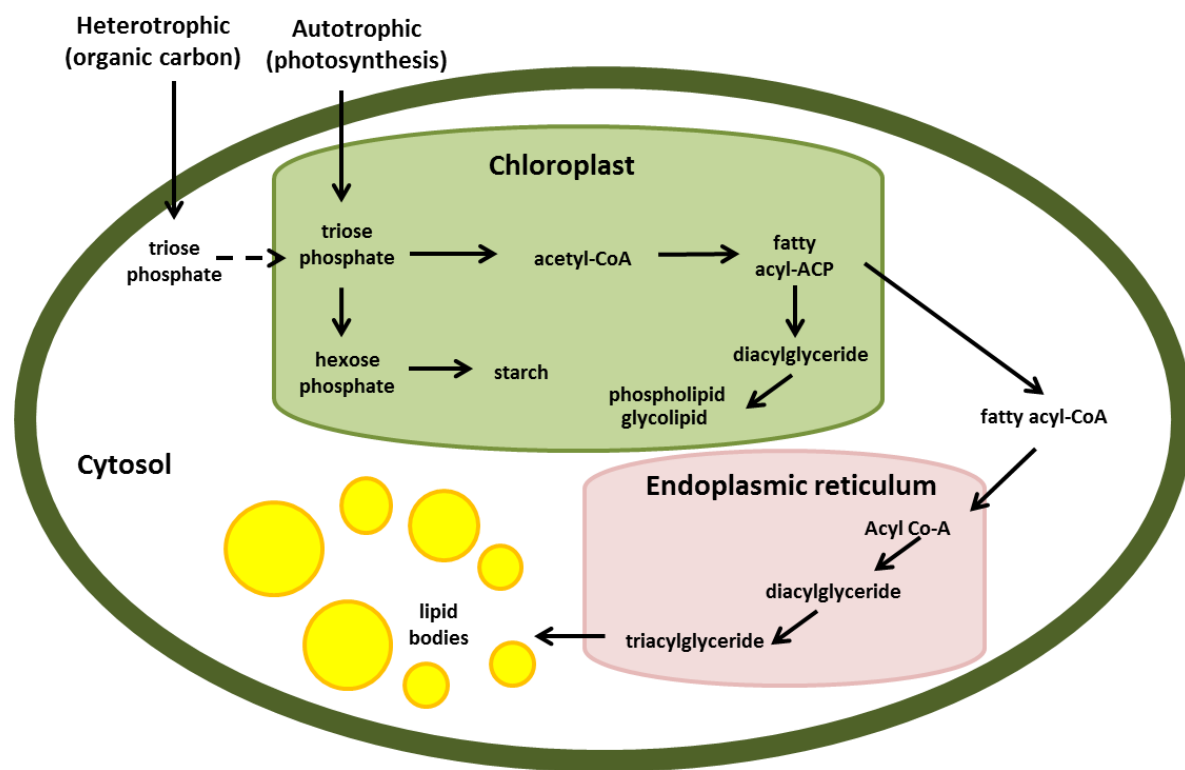 Heterotrophic
(organic carbon)
Autotrophic
(photosynthesis)
Chloroplast
triose
phosphate
triose
phosphate
acetyl-CoA
fatty
acyl-ACP
hexose
phosphate
starch
diacylglyceride
phospholipid
glycolipid
fatty acyl-CoA
Cytosol
Endoplasmic reticulum
Acyl Co-A
diacylglyceride
triacylglyceride
lipid
bodies